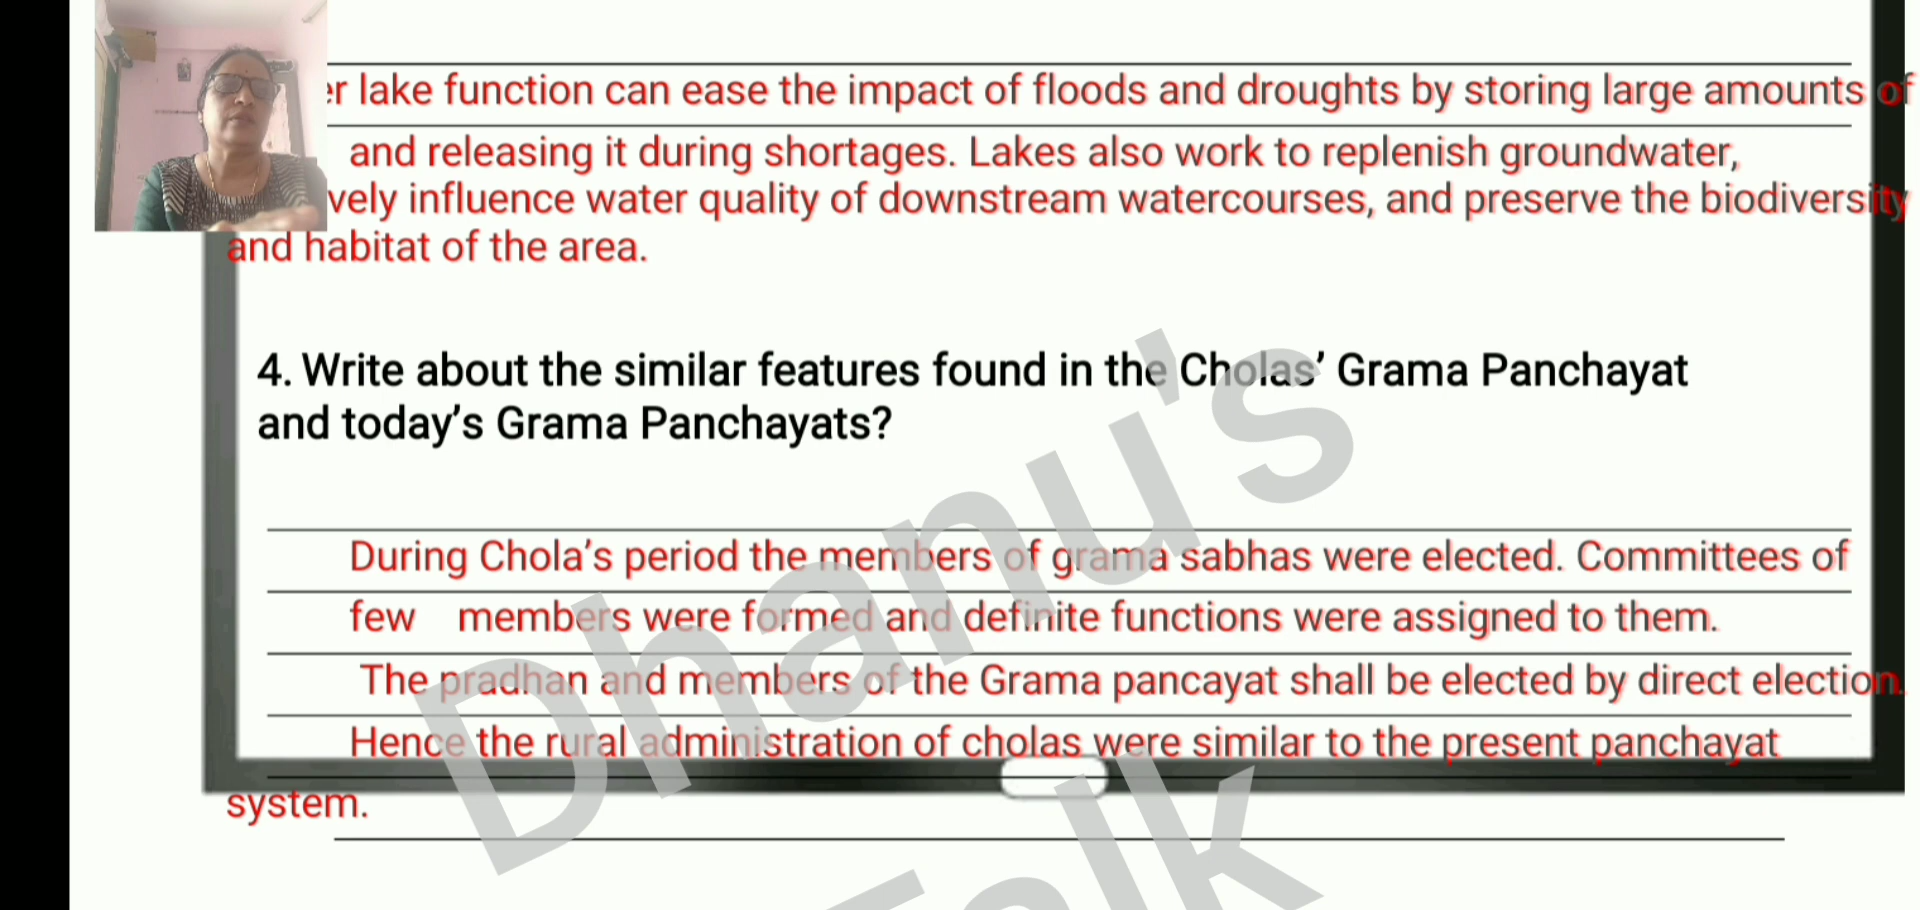 lake function can ease the impact of floods and droughts by storing large amounts of
and releasing it during shortages. Lakes also work to replenish groundwater,
influence water quality of downstream watercourses, and preserve the biodiversity
and habitat of the area.
4. Write about the similar features found in the Cholas’ Grama Panchayat
and today’s Grama Panchayats?
During Chola’s period the members of grama sabhas were elected. Committees of
few members were formed and definite functions were assigned to them.
The pradhan and members of the Grama pancayat shall be elected by direct election.
Hence the rural administration of cholas were similar to the present panchayat
system.
Dhanu's
Talk